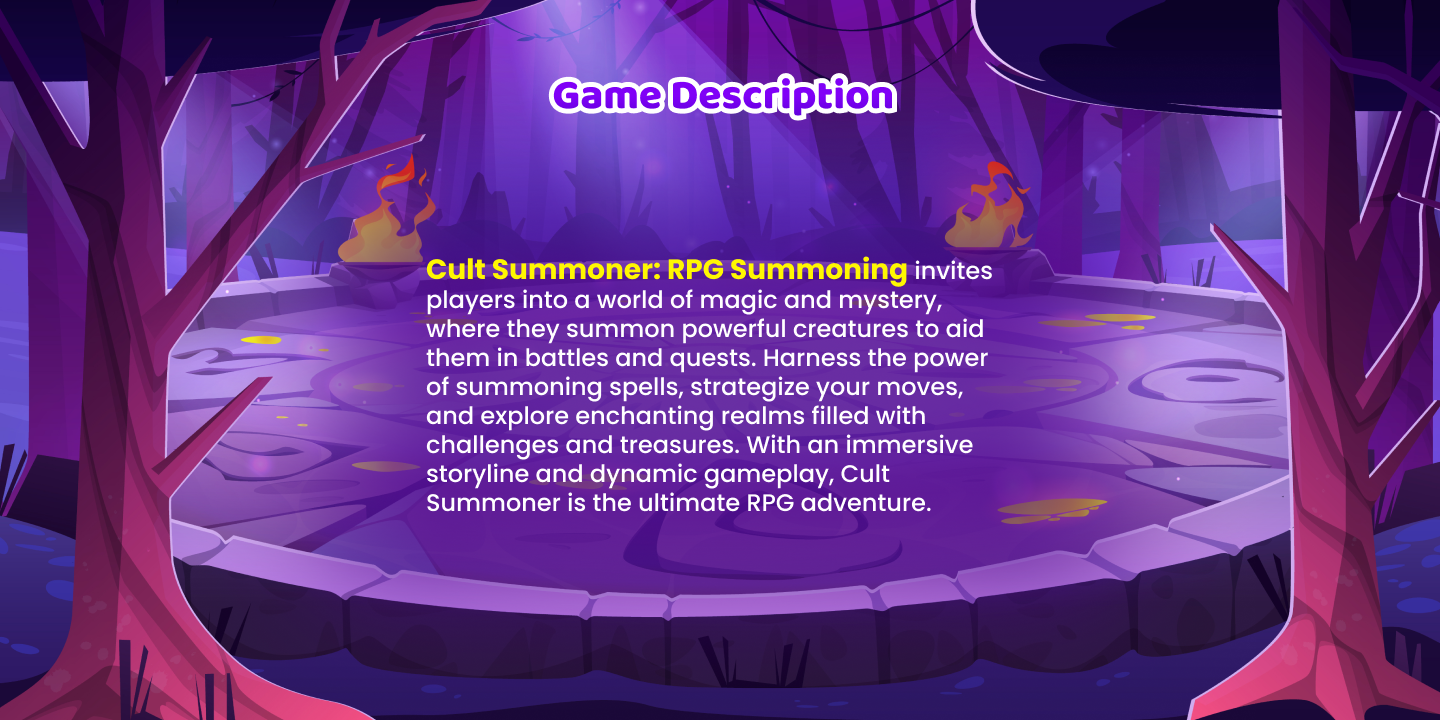 Game Description
Cult Summoner: RPG Summoning invites
players into a world of magic and mystery,
where they summon powerful creatures to aid
them in battles and quests. Harness the power
of summoning spells, strategize your moves,
and explore enchanting realms filled with
challenges and treasures. With an immersive
storyline and dynamic gameplay, Cult
Summoner is the ultimate RPG adventure.